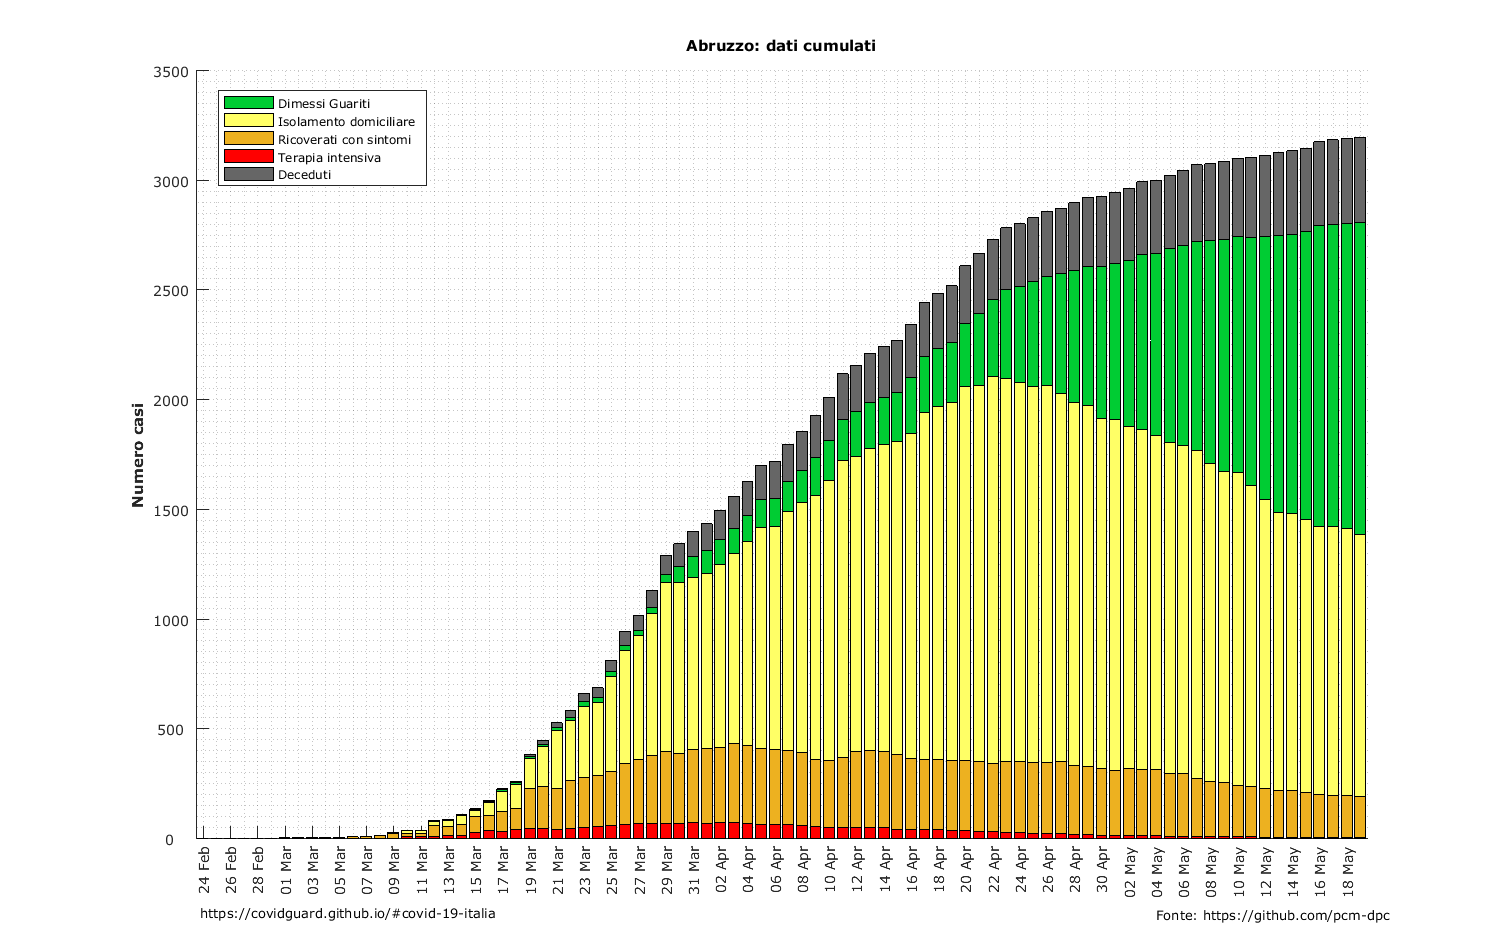 Abruzzo: dati cumulati
3500
3000
2500
2000
1500
1000
500
0
Numero casi
Dimessi Guariti
Isolamento domiciliare
Ricoverati con sintomi
Terapia intensiva
Deceduti
24 Feb
26 Feb
28 Feb
01 Mar
03 Mar
05 Mar
07 Mar
09 Mar
11 Mar
13 Mar
15 Mar
17 Mar
19 Mar
21 Mar
23 Mar
25 Mar
27 Mar
29 Mar
31 Mar
02 Apr
04 Apr
06 Apr
08 Apr
10 Apr
12 Apr
14 Apr
16 Apr
18 Apr
20 Apr
22 Apr
24 Apr
26 Apr
28 Apr
30 Apr
02 May
04 May
06 May
08 May
10 May
12 May
14 May
16 May
18 May
https://covidguard.github.io/#covid-19-italia
Fonte: https://github.com/pcm-dpc